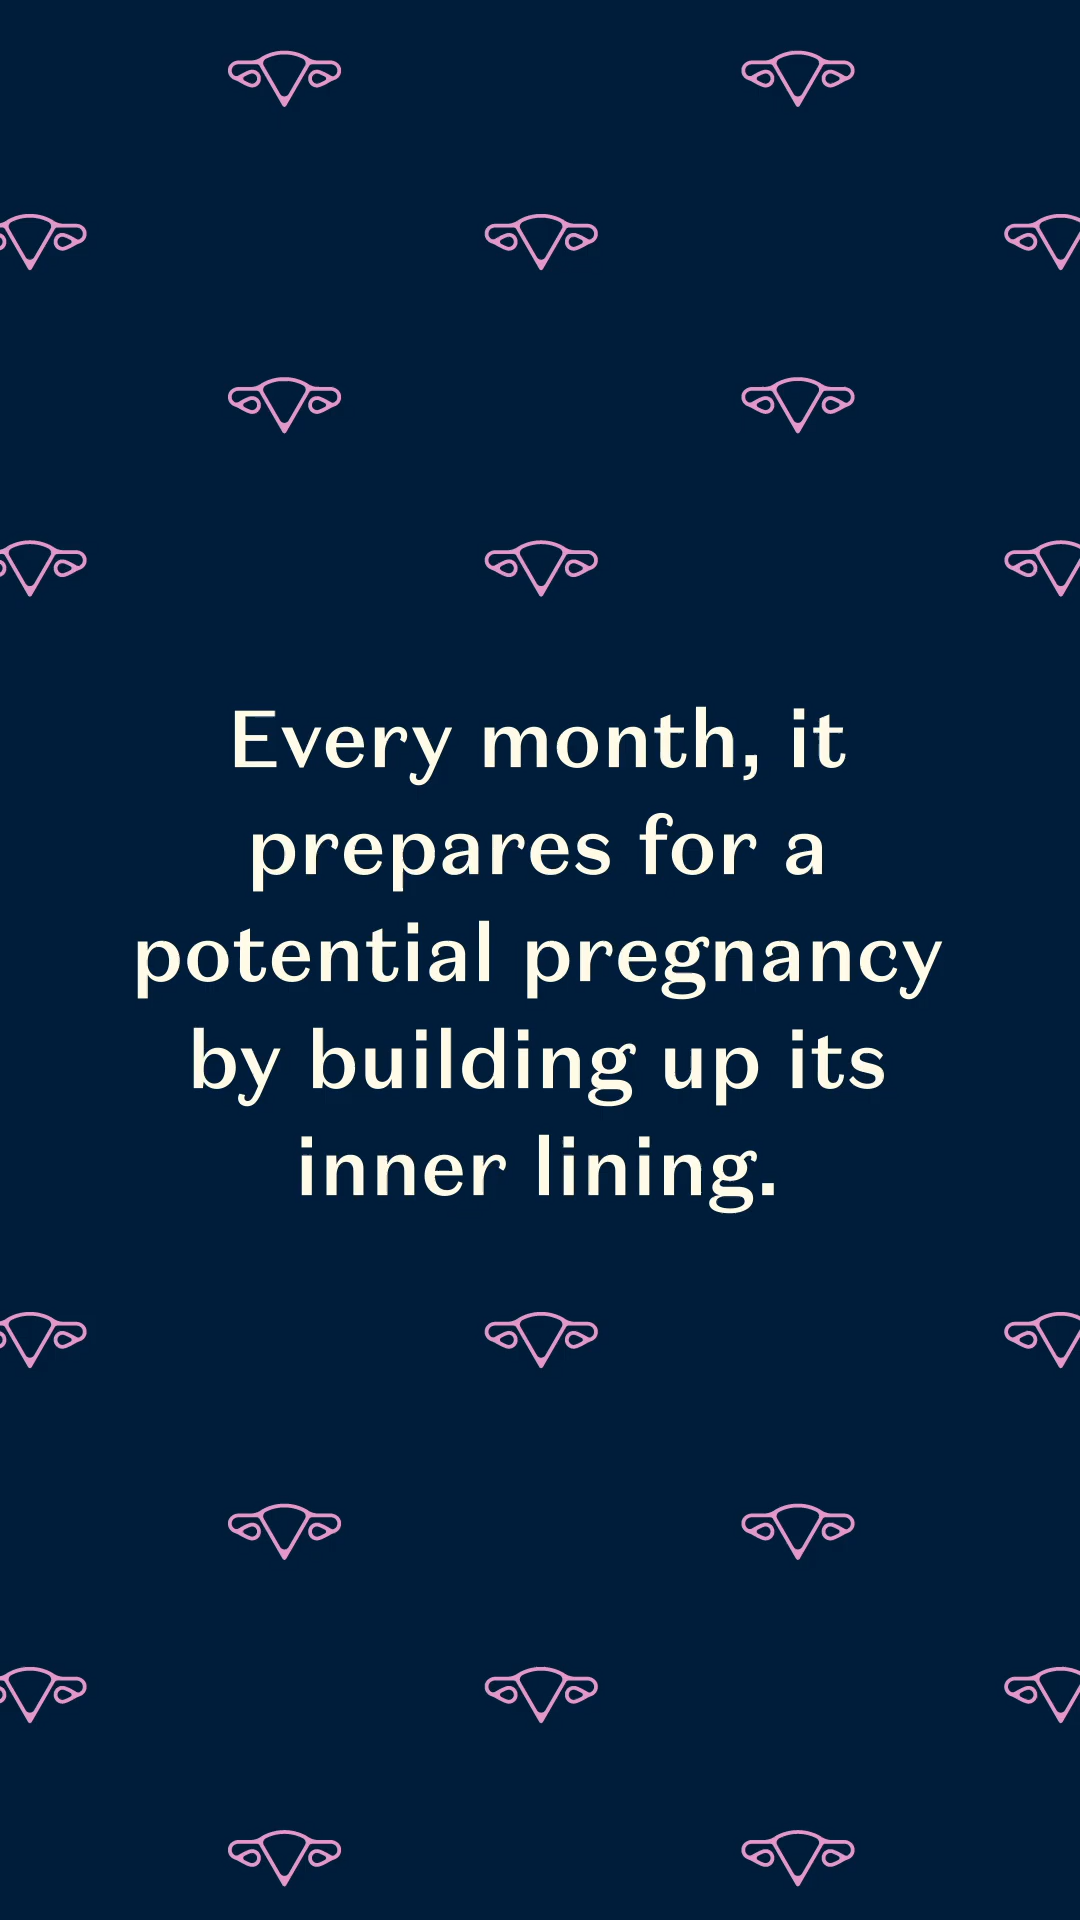 Every month, it
prepares for a
potential pregnancy
by building up its
inner lining.